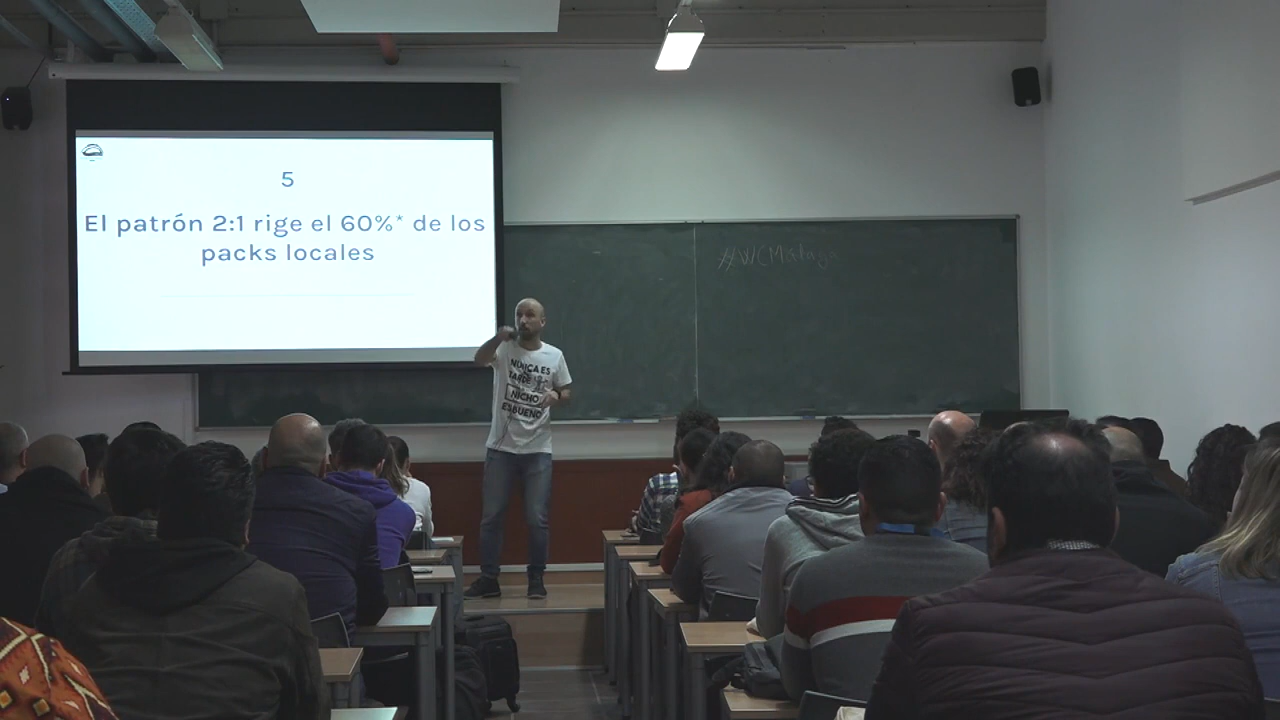 5
El patrón 2:1 rige el 60%* de los
packs locales
#WCMálaga
NUNCA ES
TARDE
NICHO
ES BUENO